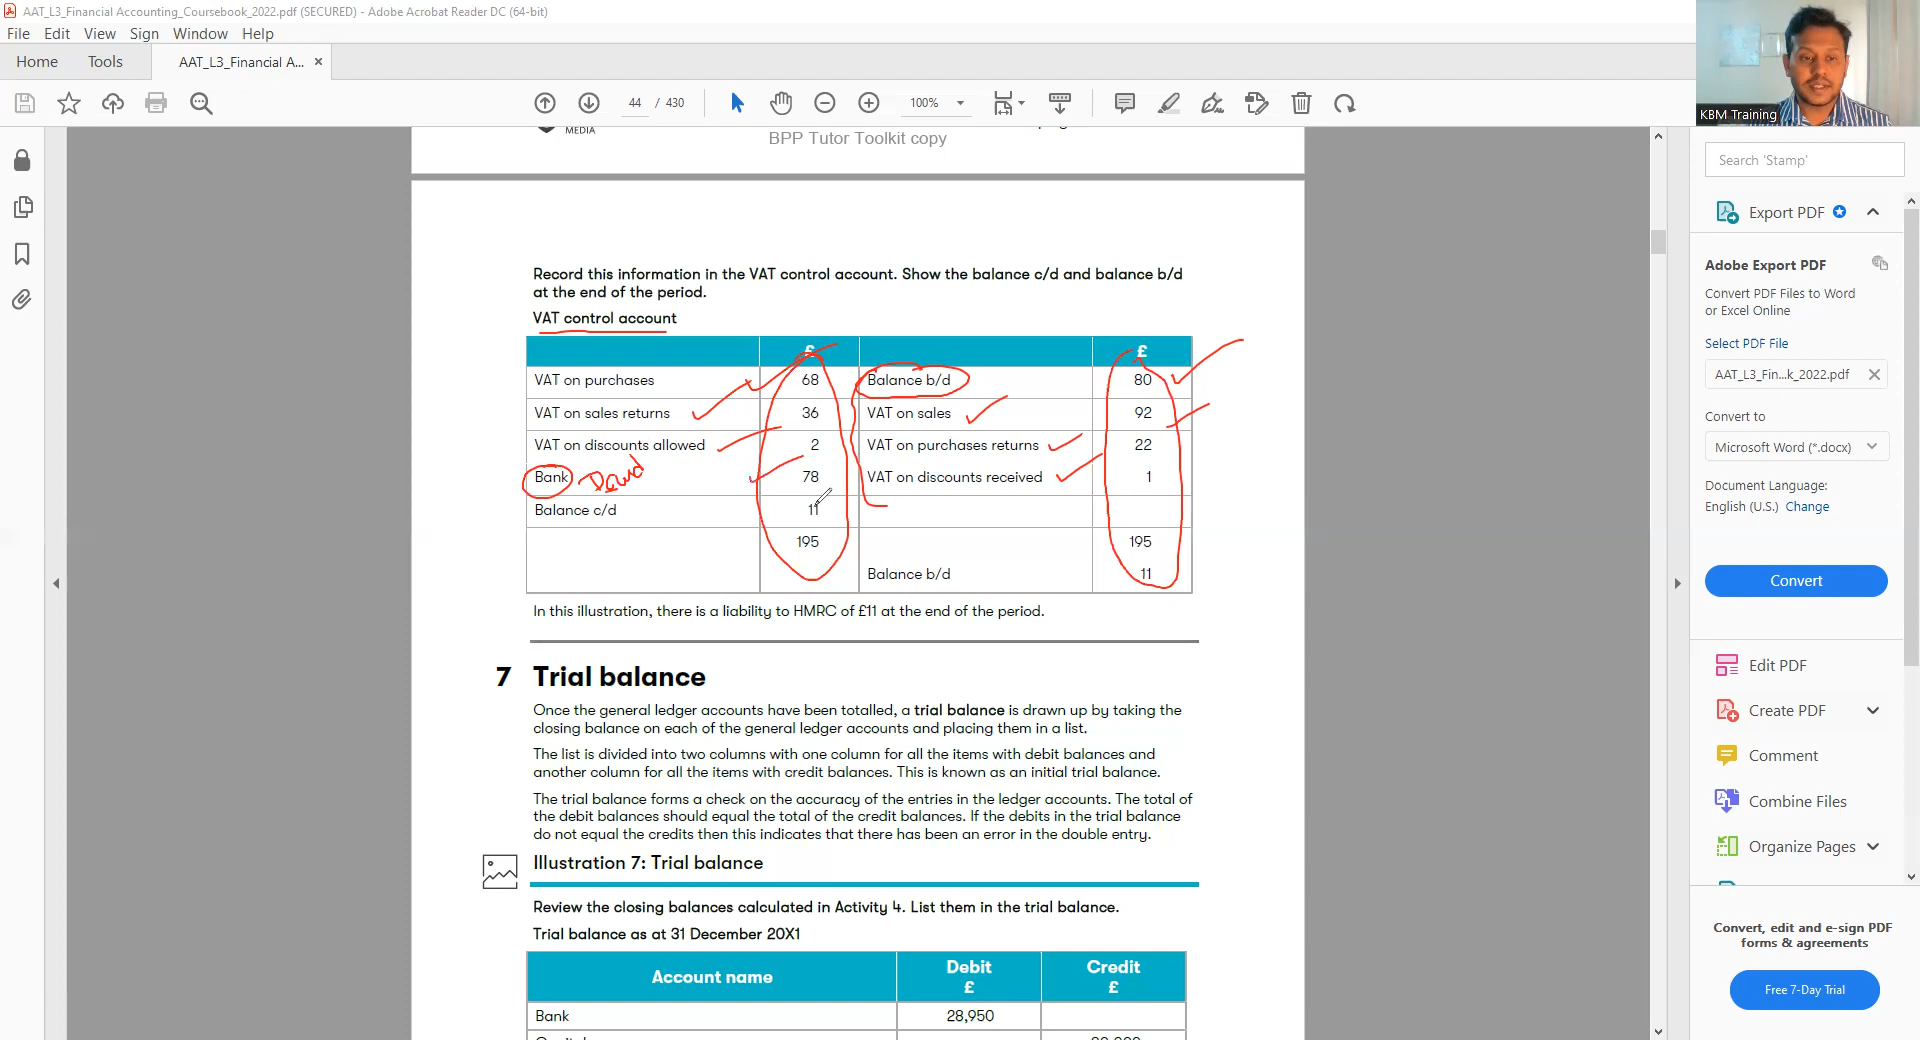 AAT_L3_Financial Accounting_Coursebook_2022.pdf (SECURED) - Adobe Acrobat Reader DC (64-bit)
File Edit View Sign Window Help
Home Tools AAT_L3_Financial A... ×
44 / 430 100%
KBM Training
MEDIA
BPP Tutor Toolkit copy
Search 'Stamp'
Export PDF
Adobe Export PDF
Convert PDF Files to Word
or Excel Online
Select PDF File
AAT_L3_Fin...k_2022.pdf
Convert to
Microsoft Word (*.docx)
Document Language:
English (U.S.) Change
Convert
Edit PDF
Create PDF
Comment
Combine Files
Organize Pages
Convert, edit and e-sign PDF
forms & agreements
Free 7-Day Trial
Record this information in the VAT control account. Show the balance c/d and balance b/d
at the end of the period.
VAT control account
£ £
VAT on purchases 68 Balance b/d 80
VAT on sales returns 36 VAT on sales 92
VAT on discounts allowed 2 VAT on purchases returns 22
Bank 78 VAT on discounts received 1
Balance c/d 11
195 195
Balance b/d 11
In this illustration, there is a liability to HMRC of £11 at the end of the period.
7 Trial balance
Once the general ledger accounts have been totalled, a trial balance is drawn up by taking the
closing balance on each of the general ledger accounts and placing them in a list.
The list is divided into two columns with one column for all the items with debit balances and
another column for all the items with credit balances. This is known as an initial trial balance.
The trial balance forms a check on the accuracy of the entries in the ledger accounts. The total of
the debit balances should equal the total of the credit balances. If the debits in the trial balance
do not equal the credits then this indicates that there has been an error in the double entry.
Illustration 7: Trial balance
Review the closing balances calculated in Activity 4. List them in the trial balance.
Trial balance as at 31 December 20X1
Account name Debit Credit
£ £
Bank 28,950